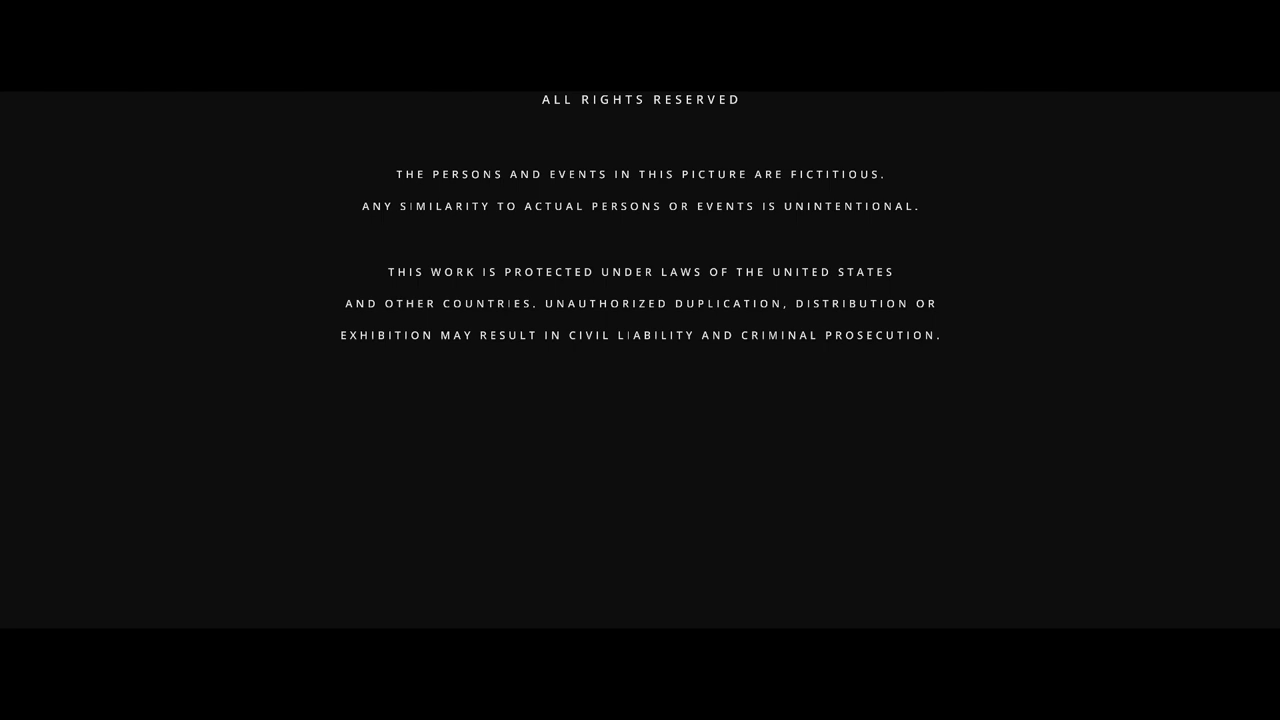 ALL RIGHTS RESERVED
THE PERSONS AND EVENTS IN THIS PICTURE ARE FICTITIOUS.
ANY SIMILARITY TO ACTUAL PERSONS OR EVENTS IS UNINTENTIONAL.
THIS WORK IS PROTECTED UNDER LAWS OF THE UNITED STATES
AND OTHER COUNTRIES. UNAUTHORIZED DUPLICATION, DISTRIBUTION OR
EXHIBITION MAY RESULT IN CIVIL LIABILITY AND CRIMINAL PROSECUTION.